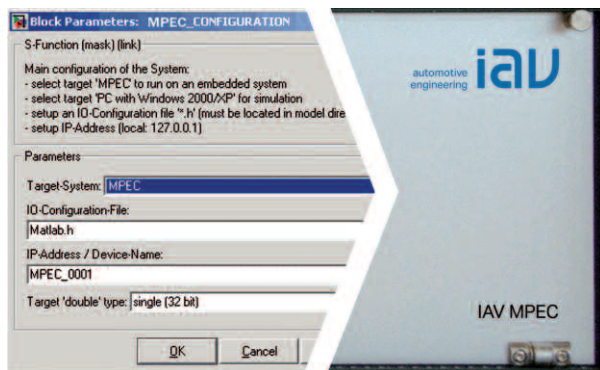 Block Parameters: MPEC_CONFIGURATION
S-Function (mask) (link)
Main configuration of the System:
- select target 'MPEC' to run on an embedded system
- select target 'PC with Windows 2000/XP' for simulation
- setup an IO-Configuration file '*.h' (must be located in model dire
- setup IP-Address (local: 127.0.0.1)
Parameters
Target-System: MPEC
IO-Configuration-File:
Matlab.h
IP-Address / Device-Name:
MPEC_0001
Target 'double' type: single (32 bit)
OK Cancel
automotive
engineering
iav
IAV MPEC